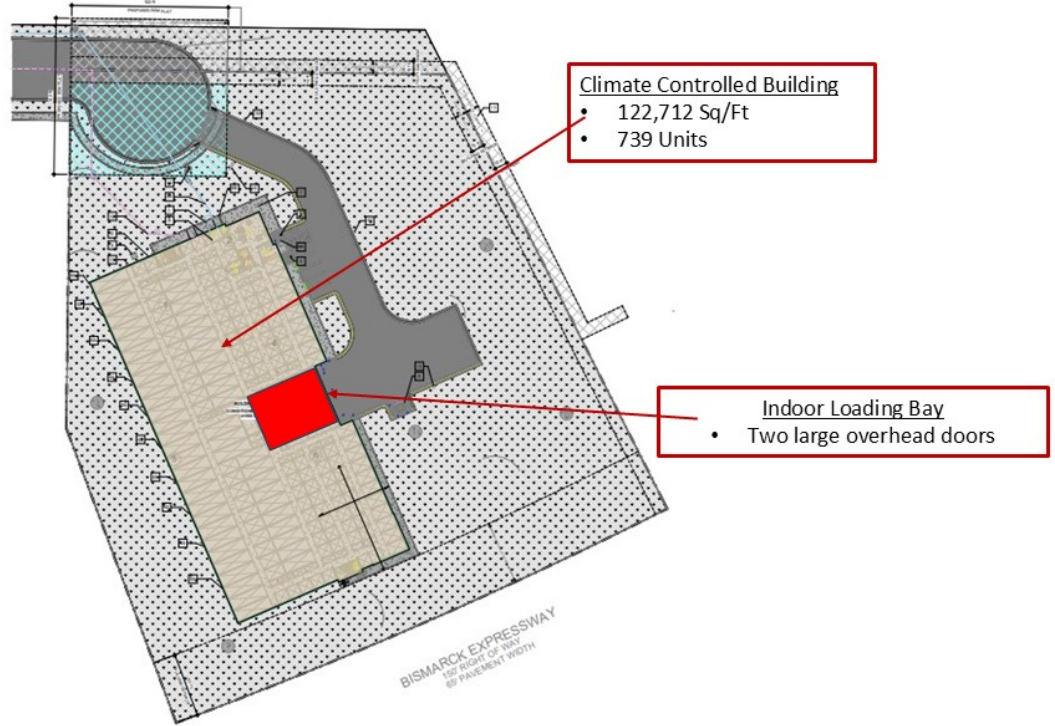 Climate Controlled Building
• 122,712 Sq/Ft
• 739 Units
Indoor Loading Bay
• Two large overhead doors
BISMARCK EXPRESSWAY
150' RIGHT OF WAY
65' PAVEMENT WIDTH